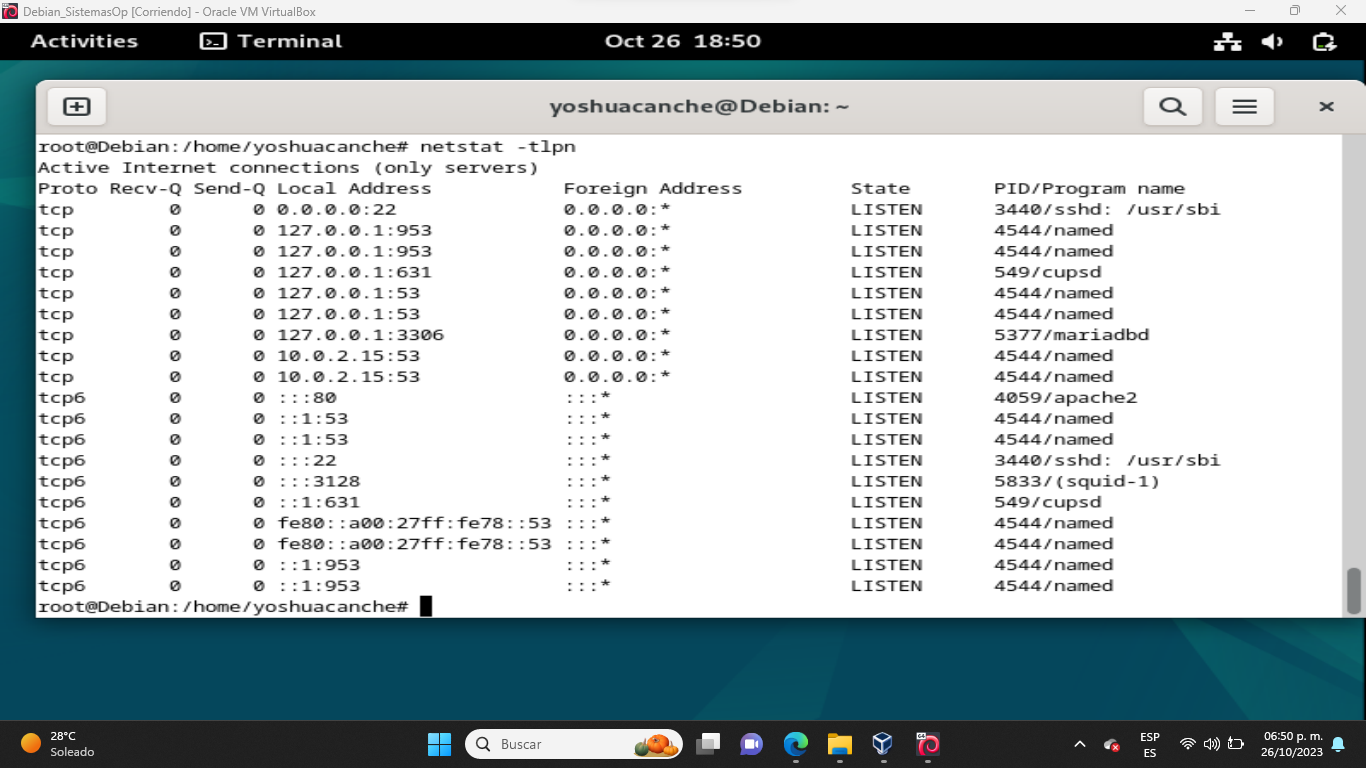 Debian_SistemasOp [Corriendo] - Oracle VM VirtualBox
Activities Terminal Oct 26 18:50
yoshuacanche@Debian: ~
root@Debian:/home/yoshuacanche# netstat -tlpn
Active Internet connections (only servers)
Proto Recv-Q Send-Q Local Address Foreign Address State PID/Program name
tcp 0 0 0.0.0.0:22 0.0.0.0:* LISTEN 3440/sshd: /usr/sbi
tcp 0 0 127.0.0.1:953 0.0.0.0:* LISTEN 4544/named
tcp 0 0 127.0.0.1:953 0.0.0.0:* LISTEN 4544/named
tcp 0 0 127.0.0.1:631 0.0.0.0:* LISTEN 549/cupsd
tcp 0 0 127.0.0.1:53 0.0.0.0:* LISTEN 4544/named
tcp 0 0 127.0.0.1:53 0.0.0.0:* LISTEN 4544/named
tcp 0 0 127.0.0.1:3306 0.0.0.0:* LISTEN 5377/mariadbd
tcp 0 0 10.0.2.15:53 0.0.0.0:* LISTEN 4544/named
tcp 0 0 10.0.2.15:53 0.0.0.0:* LISTEN 4544/named
tcp6 0 0 :::80 :::* LISTEN 4059/apache2
tcp6 0 0 ::1:53 :::* LISTEN 4544/named
tcp6 0 0 ::1:53 :::* LISTEN 4544/named
tcp6 0 0 :::22 :::* LISTEN 3440/sshd: /usr/sbi
tcp6 0 0 :::3128 :::* LISTEN 5833/(squid-1)
tcp6 0 0 ::1:631 :::* LISTEN 549/cupsd
tcp6 0 0 fe80::a00:27ff:fe78::53 :::* LISTEN 4544/named
tcp6 0 0 fe80::a00:27ff:fe78::53 :::* LISTEN 4544/named
tcp6 0 0 ::1:953 :::* LISTEN 4544/named
tcp6 0 0 ::1:953 :::* LISTEN 4544/named
root@Debian:/home/yoshuacanche#
28°C
Soleado
Buscar
ESP
ES
06:50 p. m.
26/10/2023